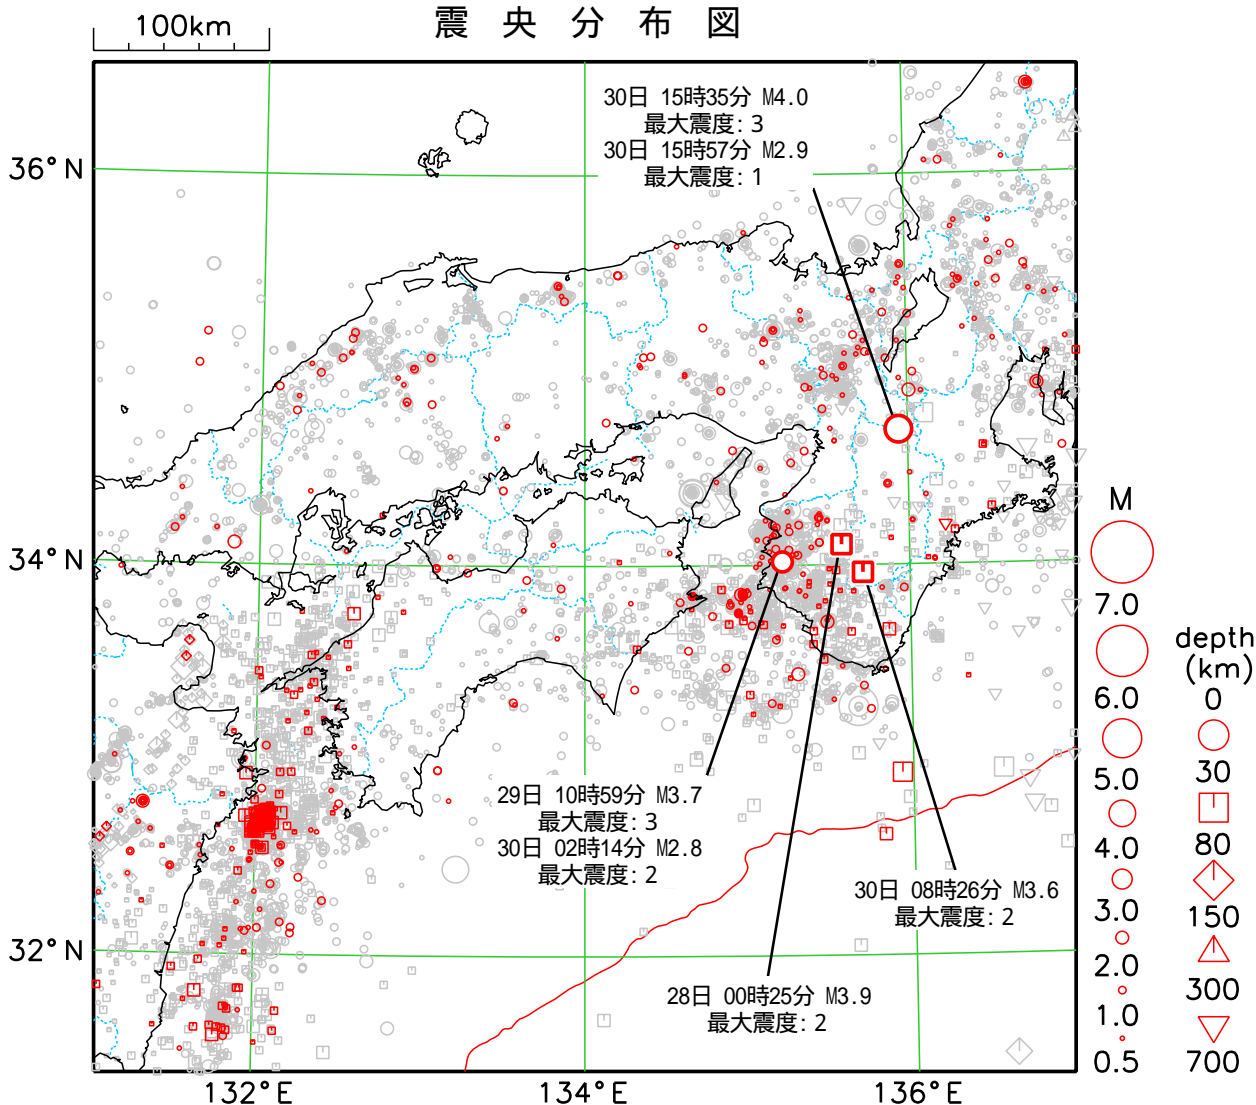 震央分布図
100km
30日 15時35分 M4.0
最大震度: 3
30日 15時57分 M2.9
最大震度: 1
36°N
34°N
32°N
29日 10時59分 M3.7
最大震度: 3
30日 02時14分 M2.8
最大震度: 2
30日 08時26分 M3.6
最大震度: 2
28日 00時25分 M3.9
最大震度: 2
132°E
134°E
136°E
M
7.0
6.0
5.0
4.0
3.0
2.0
1.0
0.5
depth
(km)
0
30
80
150
300
700